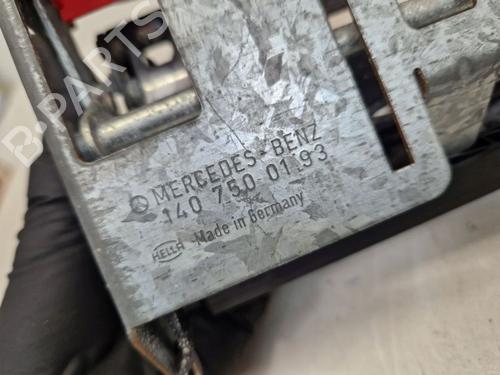 B-PARTS
MERCEDES-BENZ
140 750 01 93
HELLA Made in Germany